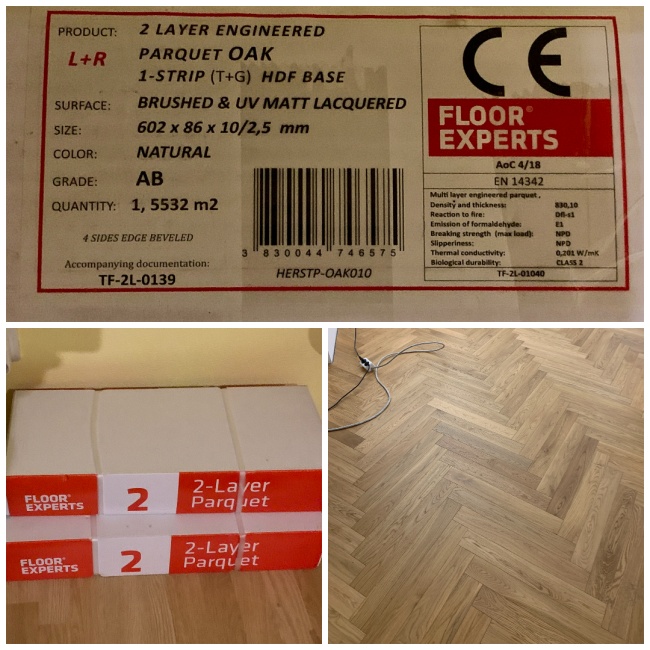 PRODUCT: 2 LAYER ENGINEERED
L+R PARQUET OAK
1-STRIP (T+G) HDF BASE
SURFACE: BRUSHED & UV MATT LACQUERED
SIZE: 602 x 86 x 10/2,5 mm
COLOR: NATURAL
GRADE: AB
QUANTITY: 1, 5532 m2
4 SIDES EDGE BEVELED
Accompanying documentation:
TF-2L-0139
3 830044 746575
HERSTP-OAK010
CE
FLOOR®
EXPERTS
AoC 4/18
EN 14342
Multi layer engineered parquet,
Density and thickness: 830,10
Reaction to fire: Dfl-s1
Emission of formaldehyde: E1
Breaking strength (max load): NPD
Slipperiness: NPD
Thermal conductivity: 0,201 W/mK
Biological durability: CLASS 2
TF-2L-01040
FLOOR®
EXPERTS
2
2-Layer
Parquet
FLOOR®
EXPERTS
2
2-Layer
Parquet